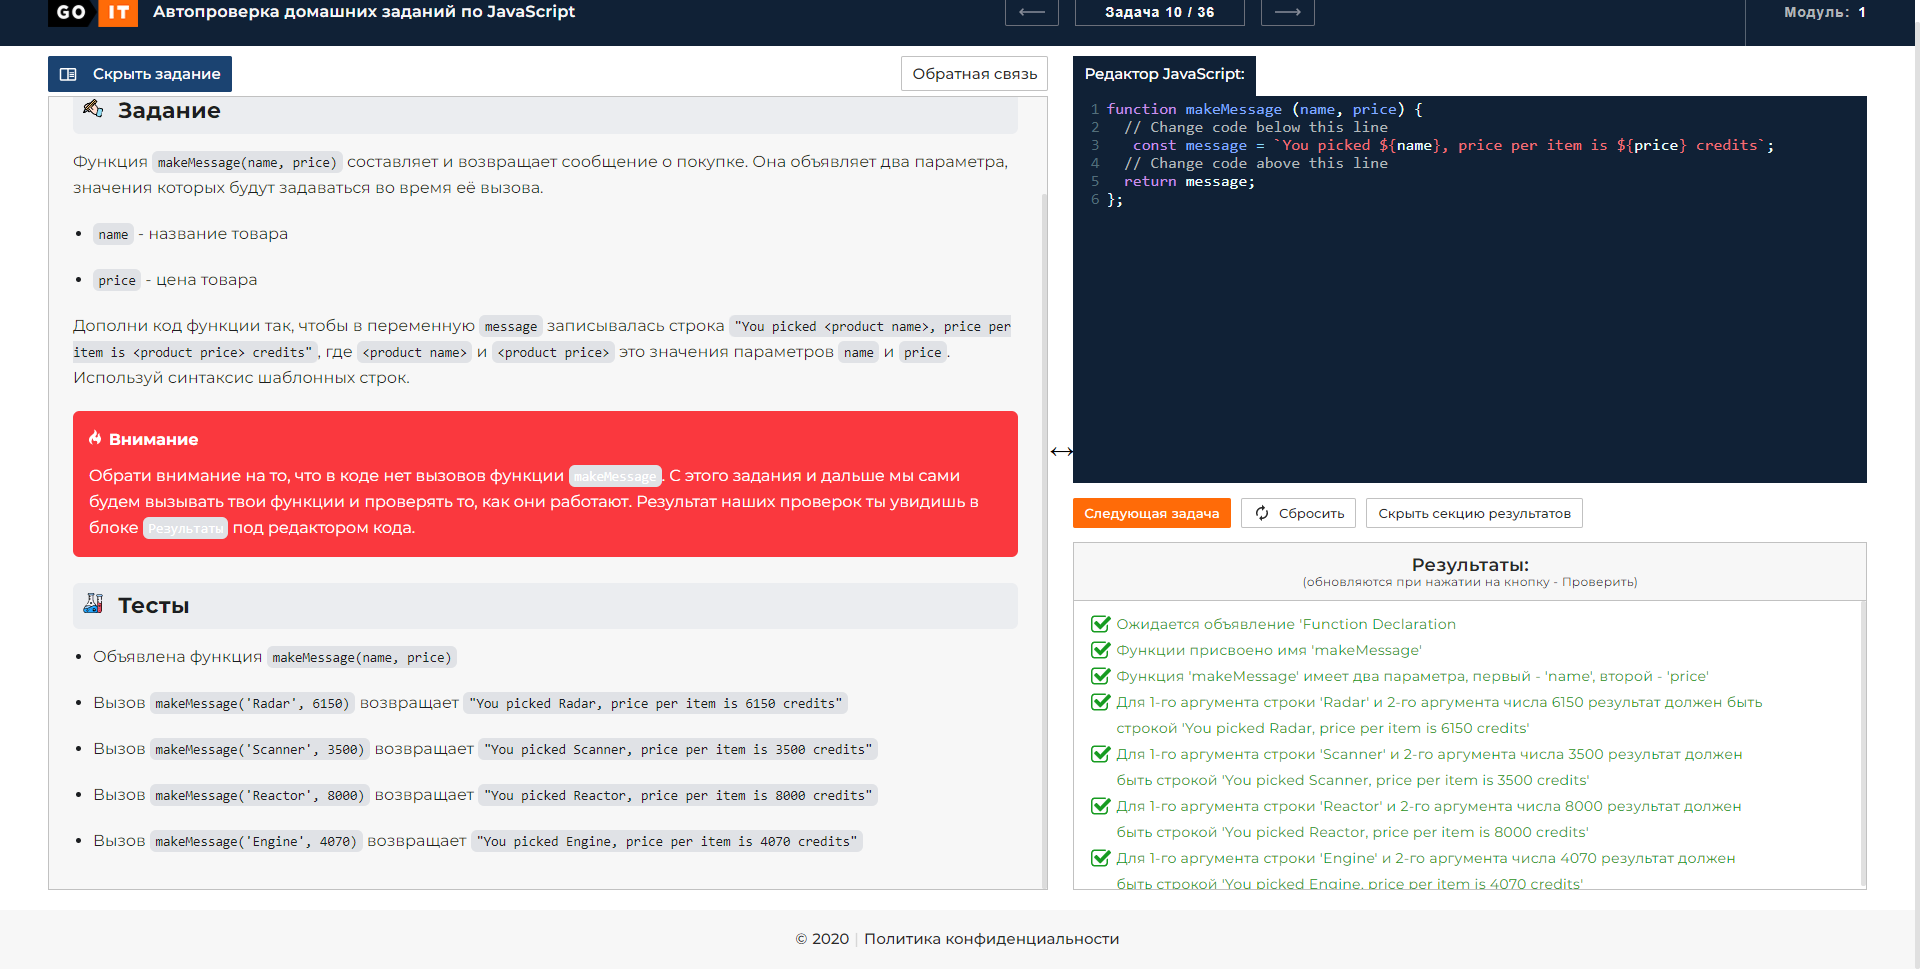 GO IT Автопроверка домашних заданий по JavaScript
Задача 10 / 36
Модуль: 1
Скрыть задание
Обратная связь
Задание
Функция makeMessage(name, price) составляет и возвращает сообщение о покупке. Она объявляет два параметра,
значения которых будут задаваться во время её вызова.
• name - название товара
• price - цена товара
Дополни код функции так, чтобы в переменную message записывалась строка "You picked <product name>, price per
item is <product price> credits", где <product name> и <product price> это значения параметров name и price.
Используй синтаксис шаблонных строк.
Внимание
Обрати внимание на то, что в коде нет вызовов функции makeMessage. С этого задания и дальше мы сами
будем вызывать твои функции и проверять то, как они работают. Результат наших проверок ты увидишь в
блоке Результаты под редактором кода.
Тесты
• Объявлена функция makeMessage(name, price)
• Вызов makeMessage('Radar', 6150) возвращает "You picked Radar, price per item is 6150 credits"
• Вызов makeMessage('Scanner', 3500) возвращает "You picked Scanner, price per item is 3500 credits"
• Вызов makeMessage('Reactor', 8000) возвращает "You picked Reactor, price per item is 8000 credits"
• Вызов makeMessage('Engine', 4070) возвращает "You picked Engine, price per item is 4070 credits"
Редактор JavaScript:
1 function makeMessage (name, price) {
2 // Change code below this line
3 const message = `You picked ${name}, price per item is ${price} credits`;
4 // Change code above this line
5 return message;
6 };
Следующая задача
Сбросить
Скрыть секцию результатов
Результаты:
(обновляются при нажатии на кнопку - Проверить)
Ожидается объявление 'Function Declaration
Функции присвоено имя 'makeMessage'
Функция 'makeMessage' имеет два параметра, первый - 'name', второй - 'price'
Для 1-го аргумента строки 'Radar' и 2-го аргумента числа 6150 результат должен быть
строкой 'You picked Radar, price per item is 6150 credits'
Для 1-го аргумента строки 'Scanner' и 2-го аргумента числа 3500 результат должен
быть строкой 'You picked Scanner, price per item is 3500 credits'
Для 1-го аргумента строки 'Reactor' и 2-го аргумента числа 8000 результат должен
быть строкой 'You picked Reactor, price per item is 8000 credits'
Для 1-го аргумента строки 'Engine' и 2-го аргумента числа 4070 результат должен
быть строкой 'You picked Engine, price per item is 4070 credits'
© 2020 | Политика конфиденциальности